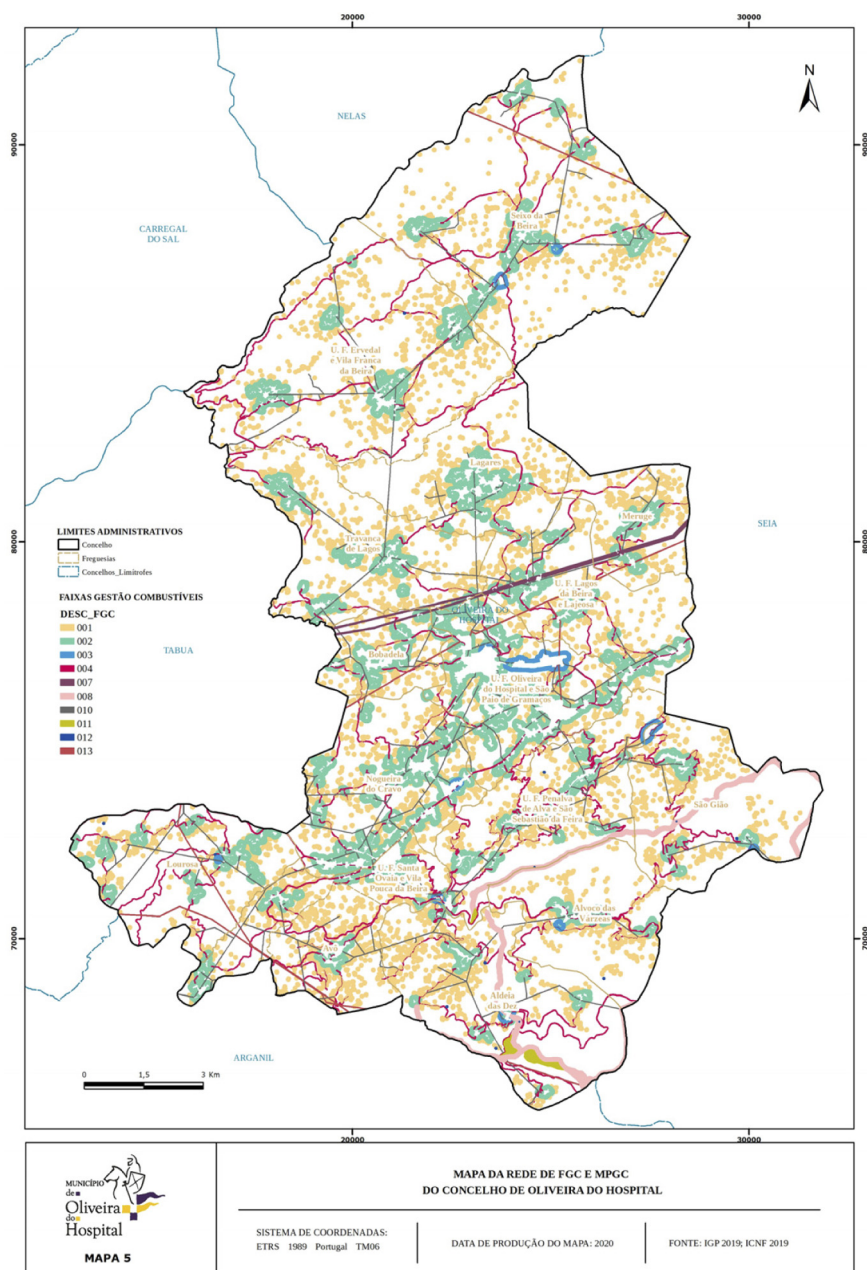 20000
30000
N
90000
90000
NELAS
CARREGAL
DO SAL
Seixo da
Beira
U. F. Ervedal
e Vila Franca
da Beira
Lagares
Meruge
SEIA
LIMITES ADMINISTRATIVOS
Concelho
Freguesias
Concelhos_Limítrofes
80000
80000
Travanca
de Lagos
U. F. Lagos
da Beira
e Lajeosa
OLIVEIRA DO
HOSPITAL
FAIXAS GESTÃO COMBUSTÍVEIS
DESC_FGC
001
002
003
004
007
008
010
011
012
013
TABUA
Bobadela
U. F. Oliveira
do Hospital e São
Paio de Gramaços
Nogueira
do Cravo
U. F. Penalva
de Alva e São
Sebastião da Feira
São Gião
Lourosa
U. F. Santa
Ovaia e Vila
Pouca da Beira
Alvoco das
Várzeas
70000
70000
Avô
Aldeia
das Dez
ARGANIL
0 1,5 3 Km
20000
30000
MUNICÍPIO
de
Oliveira
do
Hospital
MAPA 5
MAPA DA REDE DE FGC E MPGC
DO CONCELHO DE OLIVEIRA DO HOSPITAL
SISTEMA DE COORDENADAS:
ETRS 1989 Portugal TM06
DATA DE PRODUÇÃO DO MAPA: 2020
FONTE: IGP 2019; ICNF 2019